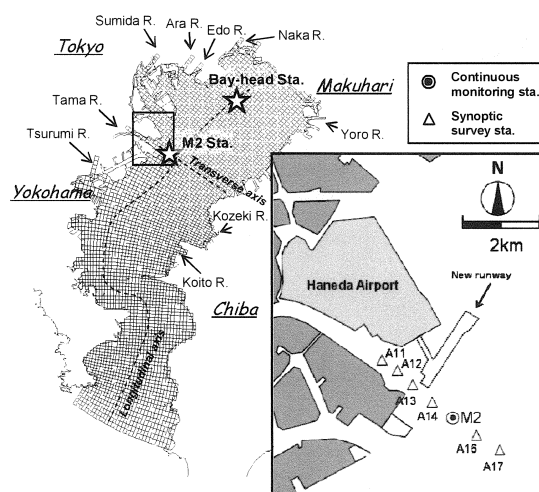 Sumida R.
Ara R.
Edo R.
Naka R.
Tokyo
Bay-head Sta.
Makuhari
Tama R.
Tsurumi R.
M2 Sta.
Yoro R.
Transverse axis
Yokohama
Kozeki R.
Koito R.
Chiba
Longitudinal axis
Continuous
monitoring sta.
Synoptic
survey sta.
N
2km
New runway
Haneda Airport
A11
A12
A13
A14
M2
A16
A17